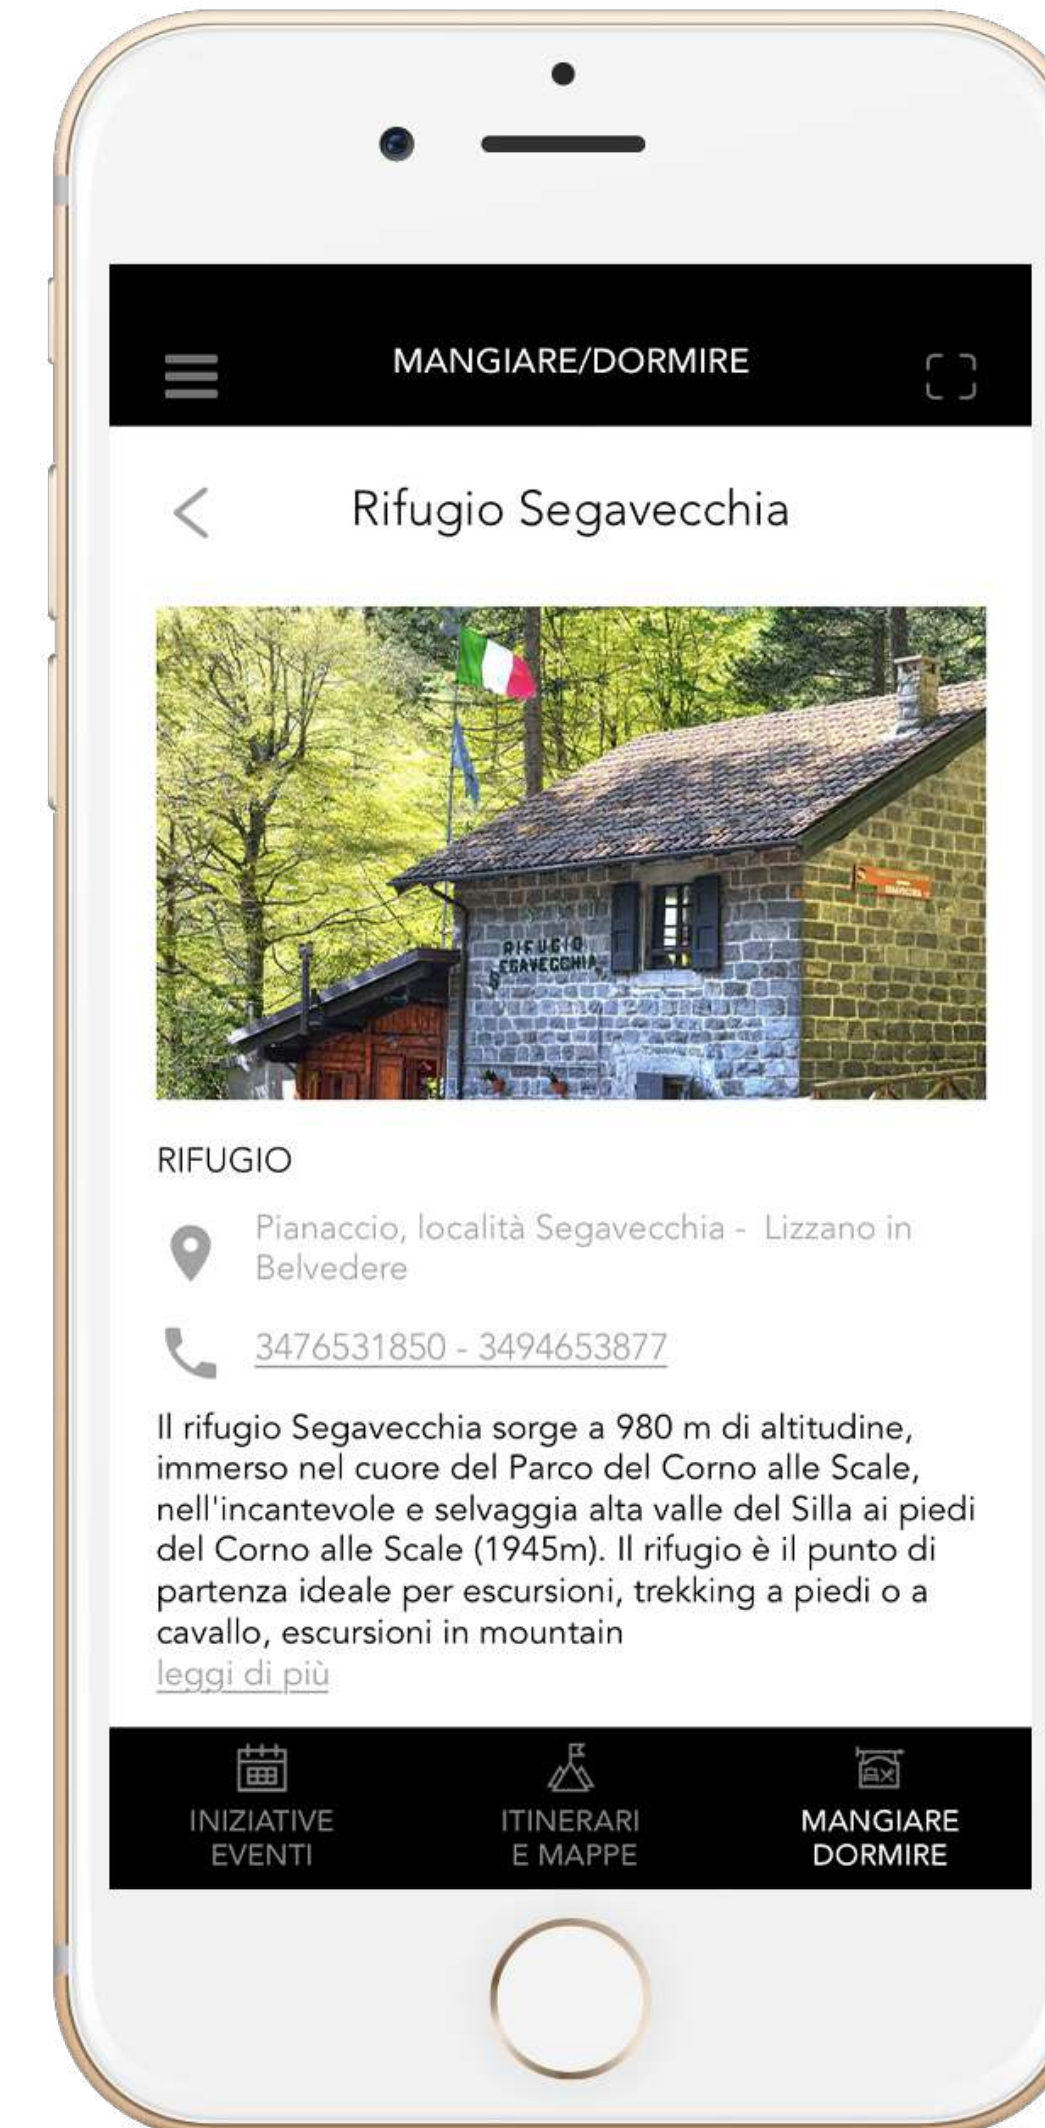 MANGIARE/DORMIRE
Rifugio Segavecchia
RIFUGIO
SEGAVECCHIA
RIFUGIO
Pianaccio, località Segavecchia -  Lizzano in
Belvedere
3476531850 - 3494653877
Il rifugio Segavecchia sorge a 980 m di altitudine,
immerso nel cuore del Parco del Corno alle Scale,
nell'incantevole e selvaggia alta valle del Silla ai piedi
del Corno alle Scale (1945m). Il rifugio è il punto di
partenza ideale per escursioni, trekking a piedi o a
cavallo, escursioni in mountain
leggi di più
INIZIATIVE
EVENTI
ITINERARI
E MAPPE
MANGIARE
DORMIRE